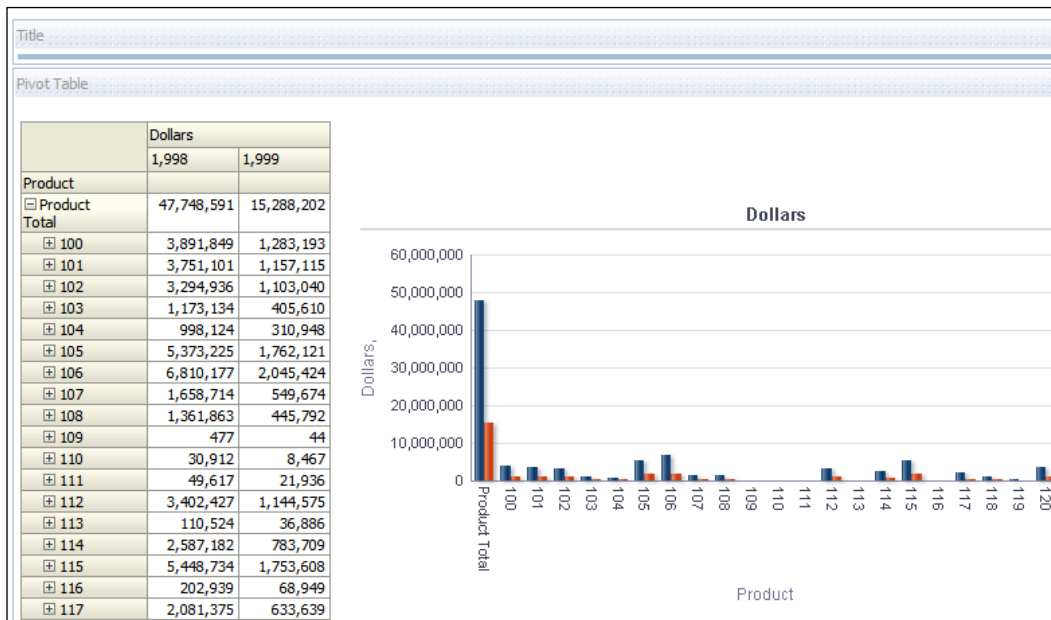 Title
Pivot Table
Dollars
1,998 1,999
Product
Product Total 47,748,591 15,288,202
100 3,891,849 1,283,193
101 3,751,101 1,157,115
102 3,294,936 1,103,040
103 1,173,134 405,610
104 998,124 310,948
105 5,373,225 1,762,121
106 6,810,177 2,045,424
107 1,658,714 549,674
108 1,361,863 445,792
109 477 44
110 30,912 8,467
111 49,617 21,936
112 3,402,427 1,144,575
113 110,524 36,886
114 2,587,182 783,709
115 5,448,734 1,753,608
116 202,939 68,949
117 2,081,375 633,639
Dollars
60,000,000
50,000,000
40,000,000
30,000,000
20,000,000
10,000,000
0
Dollars,
Product Total 100 101 102 103 104 105 106 107 108 109 110 111 112 113 114 115 116 117 118 119 120
Product